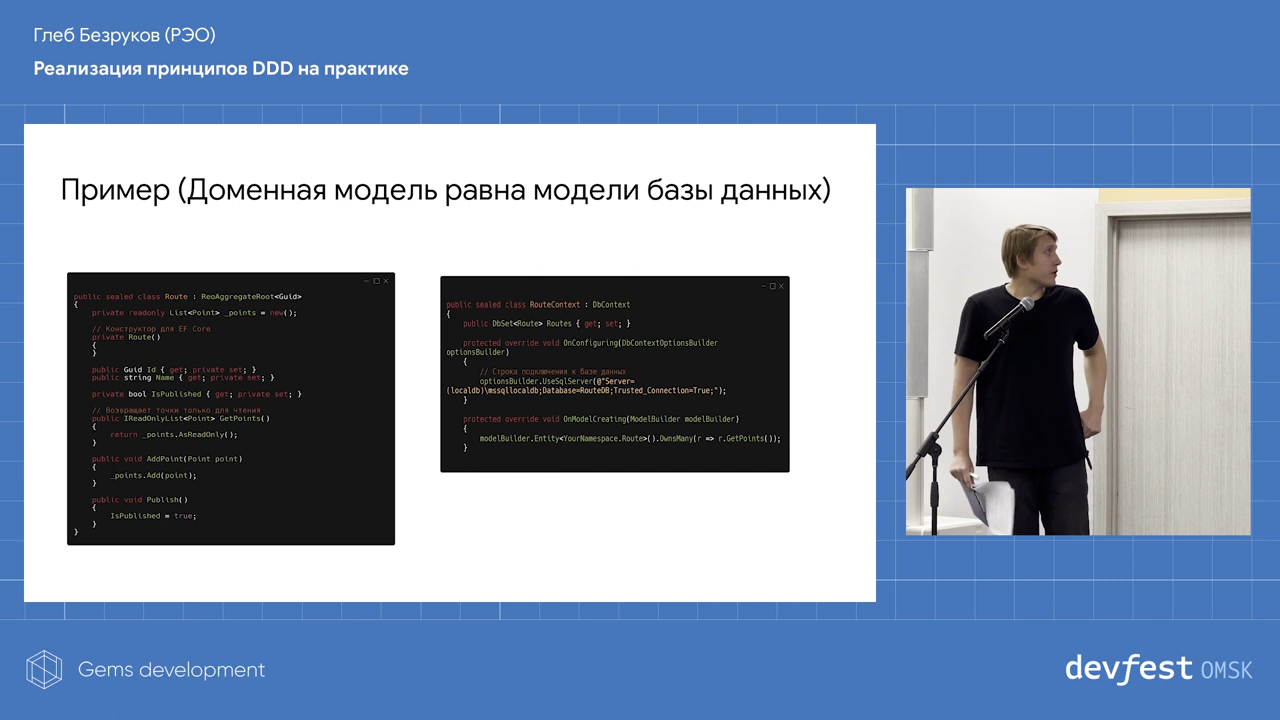 Глеб Безруков (РЭО)
Реализация принципов DDD на практике
Пример (Доменная модель равна модели базы данных)
public sealed class Route : ReoAggregateRoot<Guid>
{
private readonly List<Point> _points = new();
// Конструктор для EF Core
private Route()
{
}
public Guid Id { get; private set; }
public string Name { get; private set; }
private bool IsPublished { get; private set; }
// Возвращает точки только для чтения
public IReadOnlyList<Point> GetPoints()
{
return _points.AsReadOnly();
}
public void AddPoint(Point point)
{
_points.Add(point);
}
public void Publish()
{
IsPublished = true;
}
}
public sealed class RouteContext : DbContext
{
public DbSet<Route> Routes { get; set; }
protected override void OnConfiguring(DbContextOptionsBuilder
optionsBuilder)
{
// Строка подключения к базе данных
optionsBuilder.UseSqlServer(@"Server=
(localdb)\mssqllocaldb;Database=RouteDB;Trusted_Connection=True;");
}
protected override void OnModelCreating(ModelBuilder modelBuilder)
{
modelBuilder.Entity<YourNamespace.Route>().OwnsMany(r => r.GetPoints());
}
Gems development
devfest OMSK